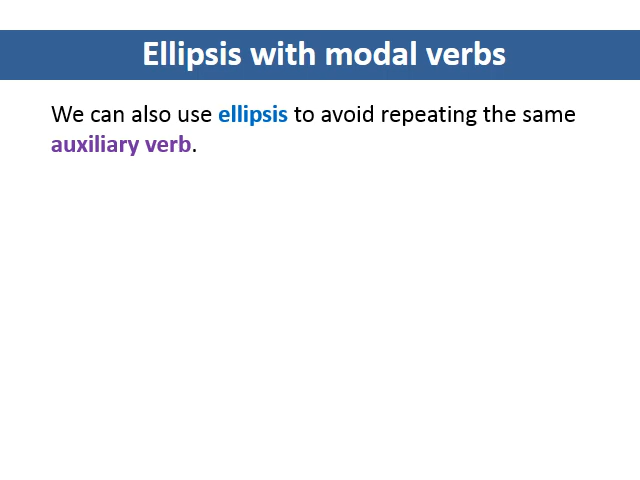 Ellipsis with modal verbs
We can also use ellipsis to avoid repeating the same
auxiliary verb.